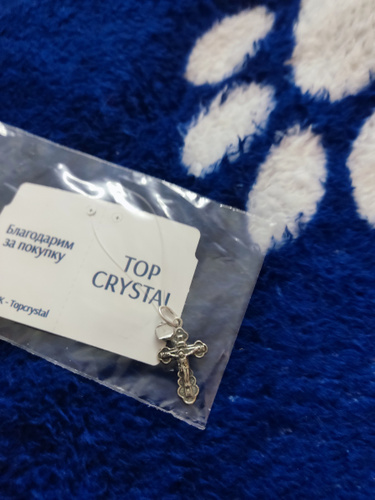 Благодарим
за покупку
TOP
CRYSTAL
- Topcrystal